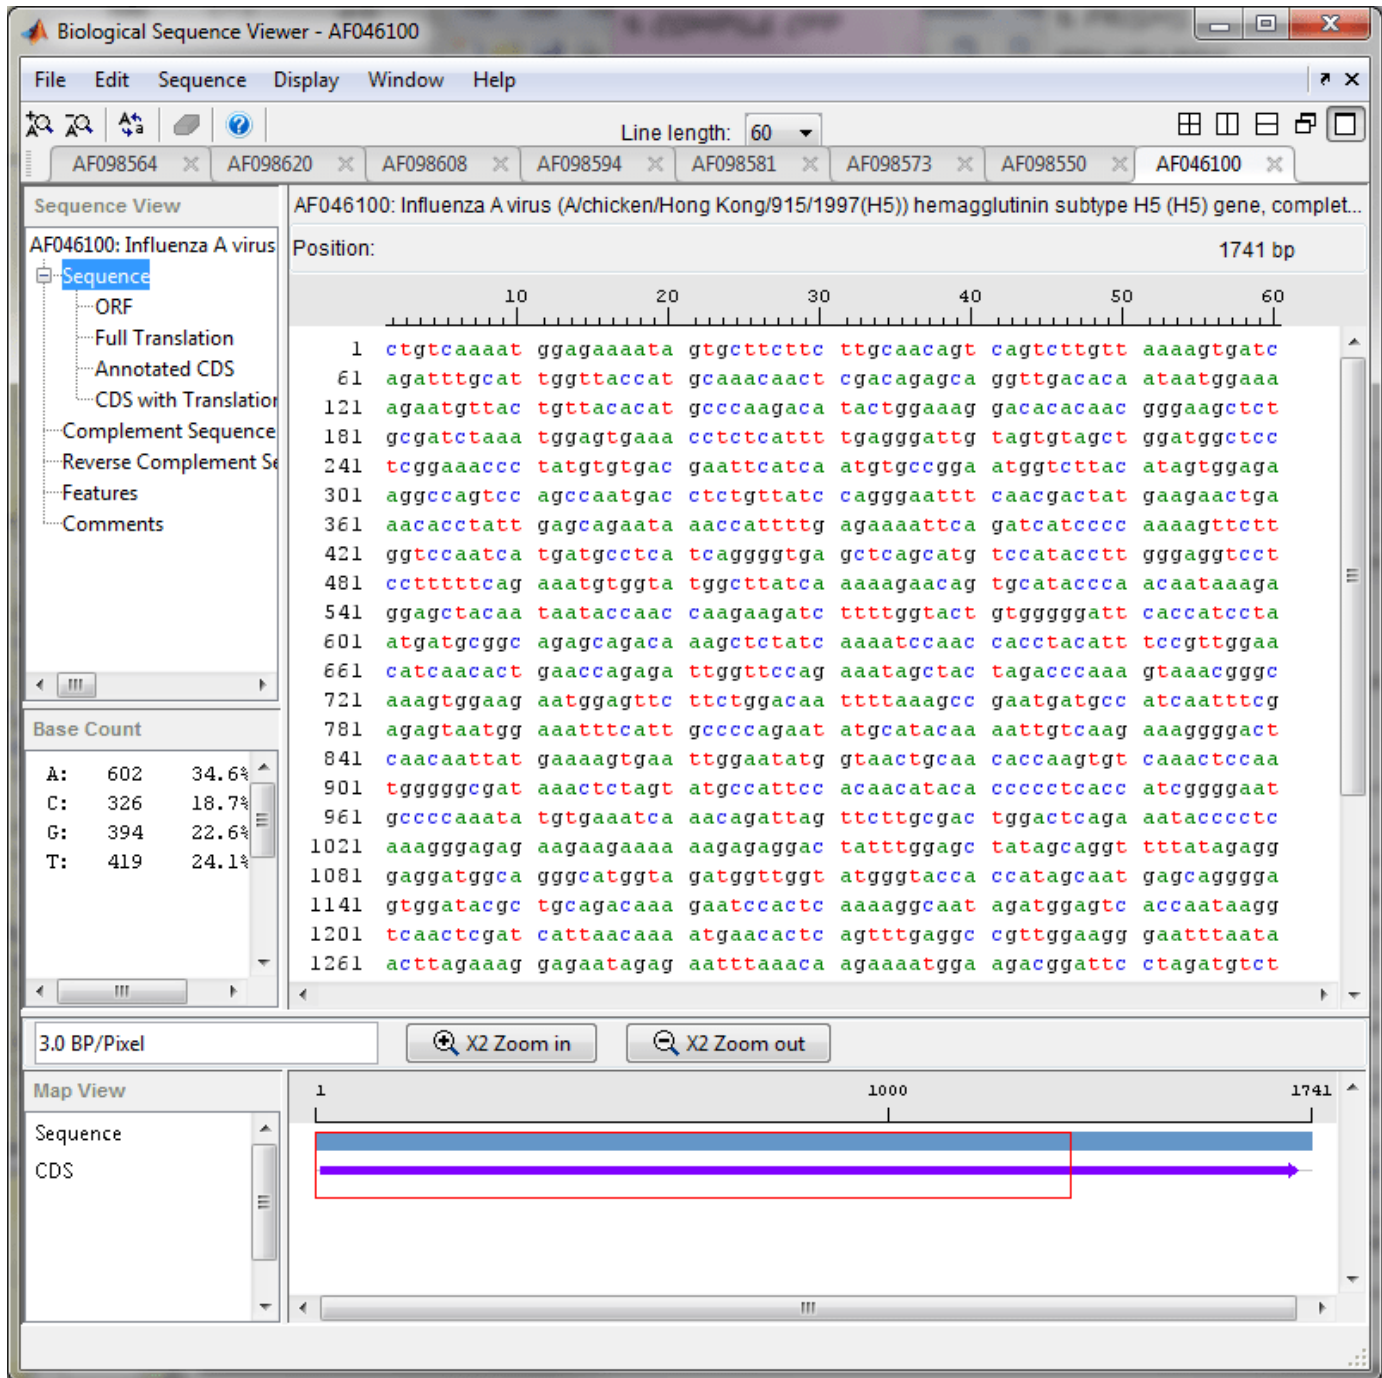 Biological Sequence Viewer - AF046100
File Edit Sequence Display Window Help
Line length: 60
AF098564 AF098620 AF098608 AF098594 AF098581 AF098573 AF098550 AF046100
Sequence View
AF046100: Influenza A virus (A/chicken/Hong Kong/915/1997(H5)) hemagglutinin subtype H5 (H5) gene, complet...
AF046100: Influenza A virus
Sequence
ORF
Full Translation
Annotated CDS
CDS with Translation
Complement Sequence
Reverse Complement Se
Features
Comments
Position: 1741 bp
10 20 30 40 50 60
1 ctgtcaaaat ggagaaaata gtgcttcttc ttgcaacagt cagtcttgtt aaaagtgatc
61 agatttgcat tggttaccat gcaaacaact cgacagagca ggttgacaca ataatggaaa
121 agaatgttac tgttacacat gcccaagaca tactggaaag gacacacaac gggaagctct
181 gcgatctaaa tggagtgaaa cctctcattt tgagggattg tagtgtagct ggatggctcc
241 tcggaaaccc tatgtgtgac gaattcatca atgtgccgga atggtcttac atagtggaga
301 aggccagtcc agccaatgac ctctgttatc cagggaattt caacgactat gaagaactga
361 aacacctatt gagcagaata aaccattttg agaaaattca gatcatcccc aaaagttctt
421 ggtccaatca tgatgcctca tcaggggtga gctcagcatg tccatacctt gggaggtcct
481 cctttttcag aaatgtggta tggcttatca aaaagaacag tgcataccca acaataaaga
541 ggagctacaa taataccaac caagaagatc ttttggtact gtgggggatt caccatccta
601 atgatgcggc agagcagaca aagctctatc aaaatccaac cacctacatt tccgttggaa
661 catcaacact gaaccagaga ttggttccag aaatagctac tagacccaaa gtaaacgggc
721 aaagtggaag aatggagttc ttctggacaa ttttaaagcc gaatgatgcc atcaatttcg
781 agagtaatgg aaatttcatt gccccagaat atgcatacaa aattgtcaag aaaggggact
841 caacaattat gaaaagtgaa ttggaatatg gtaactgcaa caccaagtgt caaactccaa
901 tgggggcgat aaactctagt atgccattcc acaacataca ccccctcacc atcggggaat
961 gccccaaata tgtgaaatca aacagattag ttcttgcgac tggactcaga aatacccctc
1021 aaagggagag aagaagaaaa aagagaggac tatttggagc tatagcaggt tttatagagg
1081 gaggatggca gggcatggta gatggttggt atgggtacca ccatagcaat gagcagggga
1141 gtggatacgc tgcagacaaa gaatccactc aaaaggcaat agatggagtc accaataagg
1201 tcaactcgat cattaacaaa atgaacactc agtttgaggc cgttggaagg gaatttaata
1261 acttagaaag gagaatagag aatttaaaca agaaaatgga agacggattc ctagatgtct
Base Count
A: 602 34.6%
C: 326 18.7%
G: 394 22.6%
T: 419 24.1%
3.0 BP/Pixel X2 Zoom in X2 Zoom out
Map View
1 1000 1741
Sequence
CDS